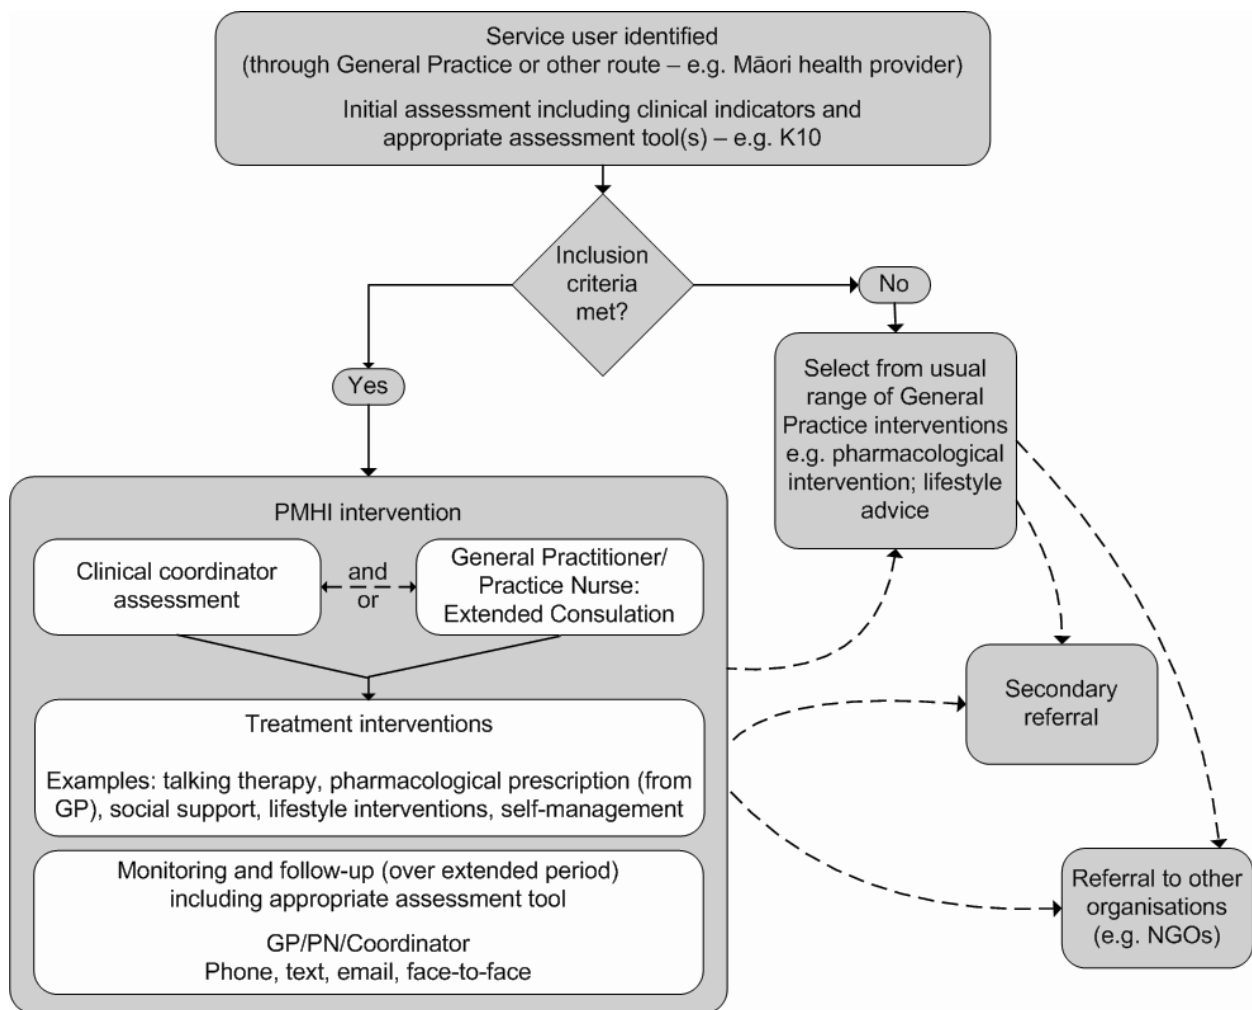 Service user identified
(through General Practice or other route – e.g. Māori health provider)
Initial assessment including clinical indicators and
appropriate assessment tool(s) – e.g. K10
Inclusion
criteria
met?
No
Yes
Select from usual
range of General
Practice interventions
e.g. pharmacological
intervention; lifestyle
advice
PMHI intervention
Clinical coordinator
assessment
and
or
General Practitioner/
Practice Nurse:
Extended Consulation
Treatment interventions
Examples: talking therapy, pharmacological prescription (from
GP), social support, lifestyle interventions, self-management
Monitoring and follow-up (over extended period)
including appropriate assessment tool
GP/PN/Coordinator
Phone, text, email, face-to-face
Secondary
referral
Referral to other
organisations
(e.g. NGOs)